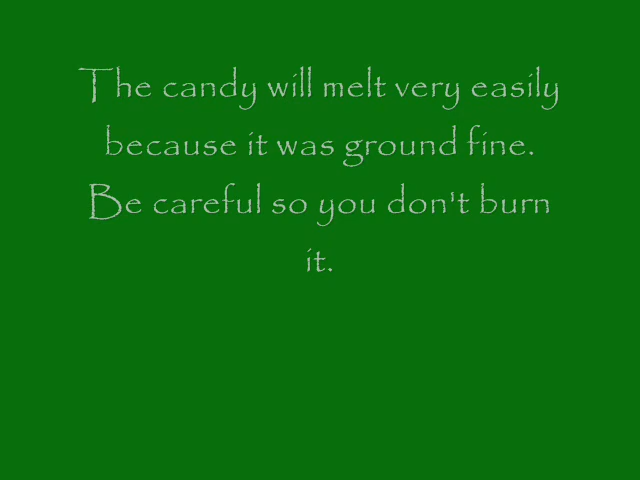 The candy will melt very easily
because it was ground fine.
Be careful so you don't burn
it.